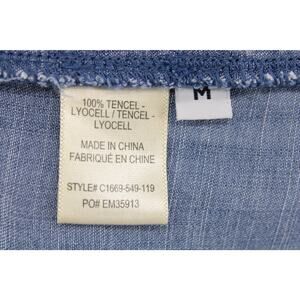 100% TENCEL -
LYOCELL / TENCEL -
LYOCELL
MADE IN CHINA
FABRIQUÉ EN CHINE
STYLE# C1669-549-119
PO# EM35913
M